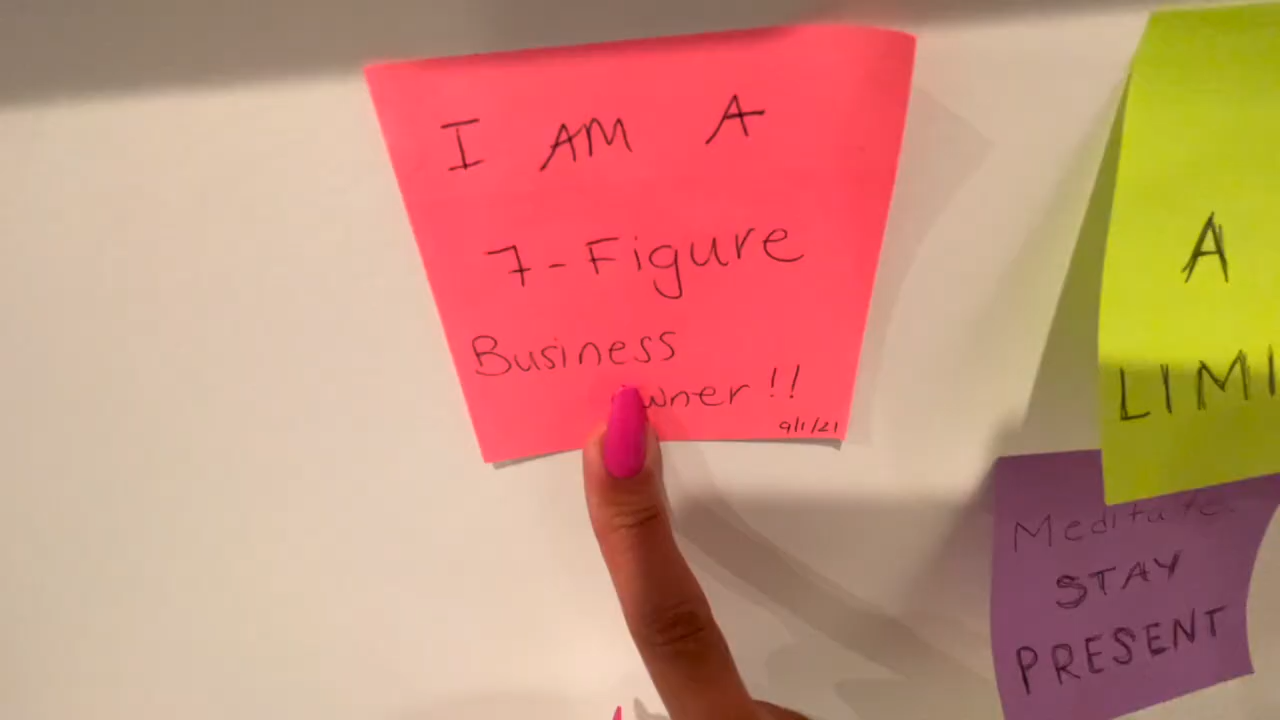 I AM A
7-Figure
Business
wner!!
9/1/21
A
LIMI
Meditate
STAY
PRESENT